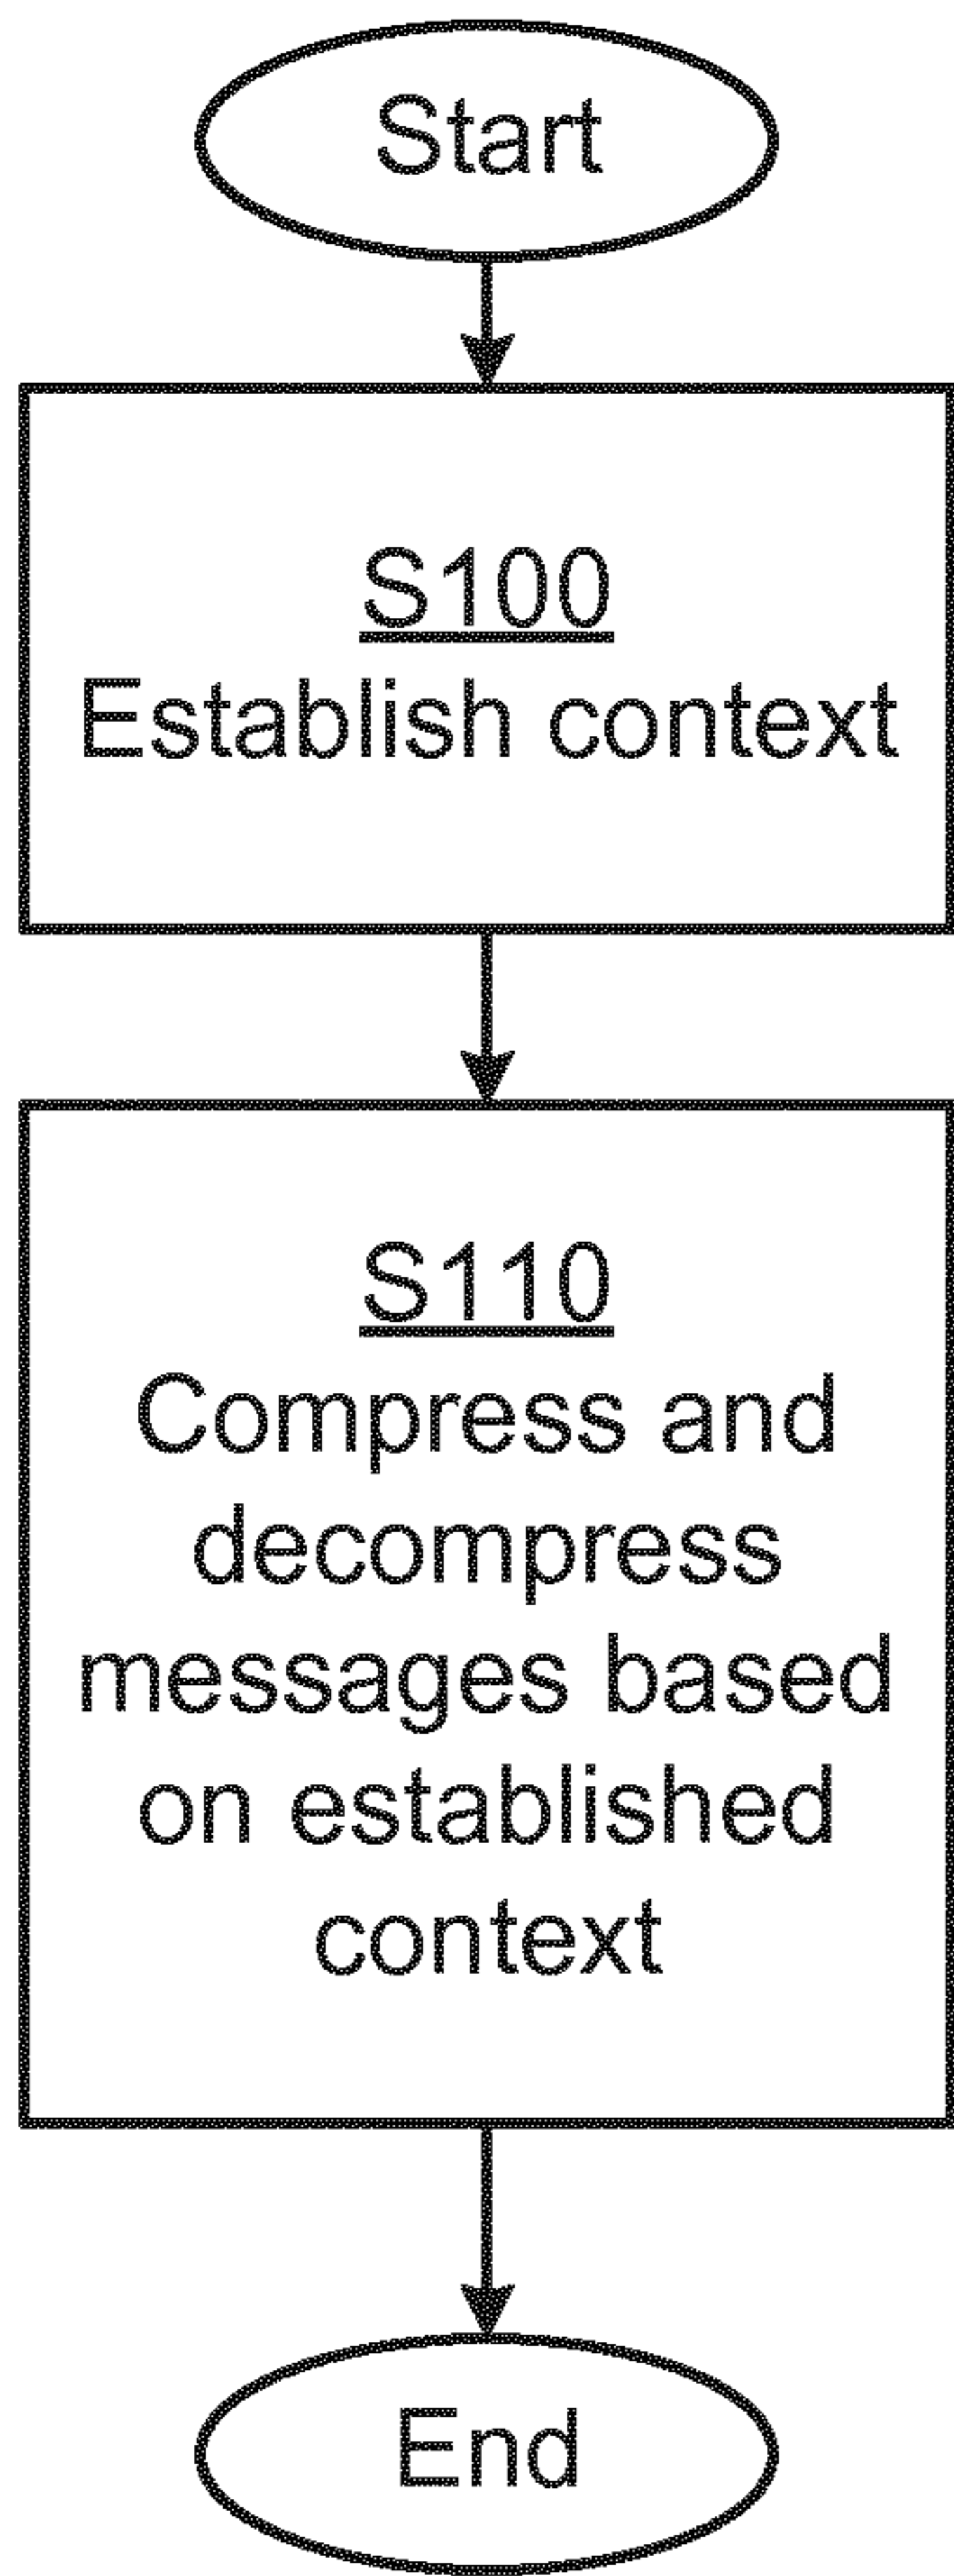 Start
S100
Establish context
S110
Compress and
decompress
messages based
on established
context
End